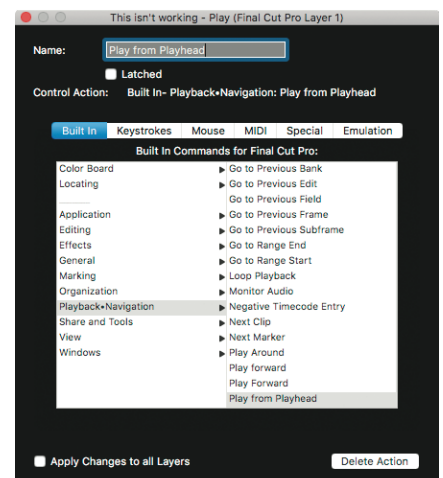 This isn't working - Play (Final Cut Pro Layer 1)
Name: Play from Playhead
Latched
Control Action: Built In- Playback•Navigation: Play from Playhead
Built In Keystrokes Mouse MIDI Special Emulation
Built In Commands for Final Cut Pro:
Color Board Go to Previous Bank
Locating Go to Previous Edit
Go to Previous Field
Application Go to Previous Frame
Editing Go to Previous Subframe
Effects Go to Range End
General Go to Range Start
Marking Loop Playback
Organization Monitor Audio
Playback•Navigation Negative Timecode Entry
Share and Tools Next Clip
View Next Marker
Windows Play Around
Play forward
Play Forward
Play from Playhead
Apply Changes to all Layers Delete Action